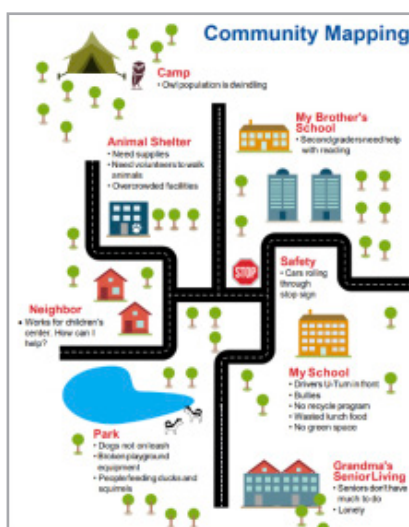 Community Mapping
Camp
• Owl population is dwindling
My Brother's
School
• Second graders need help
with reading
Animal Shelter
• Need supplies
• Need volunteers to walk
animals
• Overcrowded facilities
STOP
Safety
• Cars rolling
through
stop sign
Neighbor
• Works for children's
center. How can I
help?
My School
• Drivers U-Turn in front
• Bullies
• No recycle program
• Wasted lunch food
• No green space
Park
• Dogs not on leash
• Broken playground
equipment
• People feeding ducks and
squirrels
Grandma's
Senior Living
• Seniors don't have
much to do
• Lonely